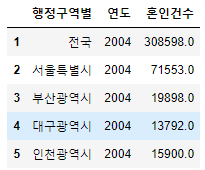 행정구역별 연도 혼인건수
1 전국 2004 308598.0
2 서울특별시 2004 71553.0
3 부산광역시 2004 19898.0
4 대구광역시 2004 13792.0
5 인천광역시 2004 15900.0